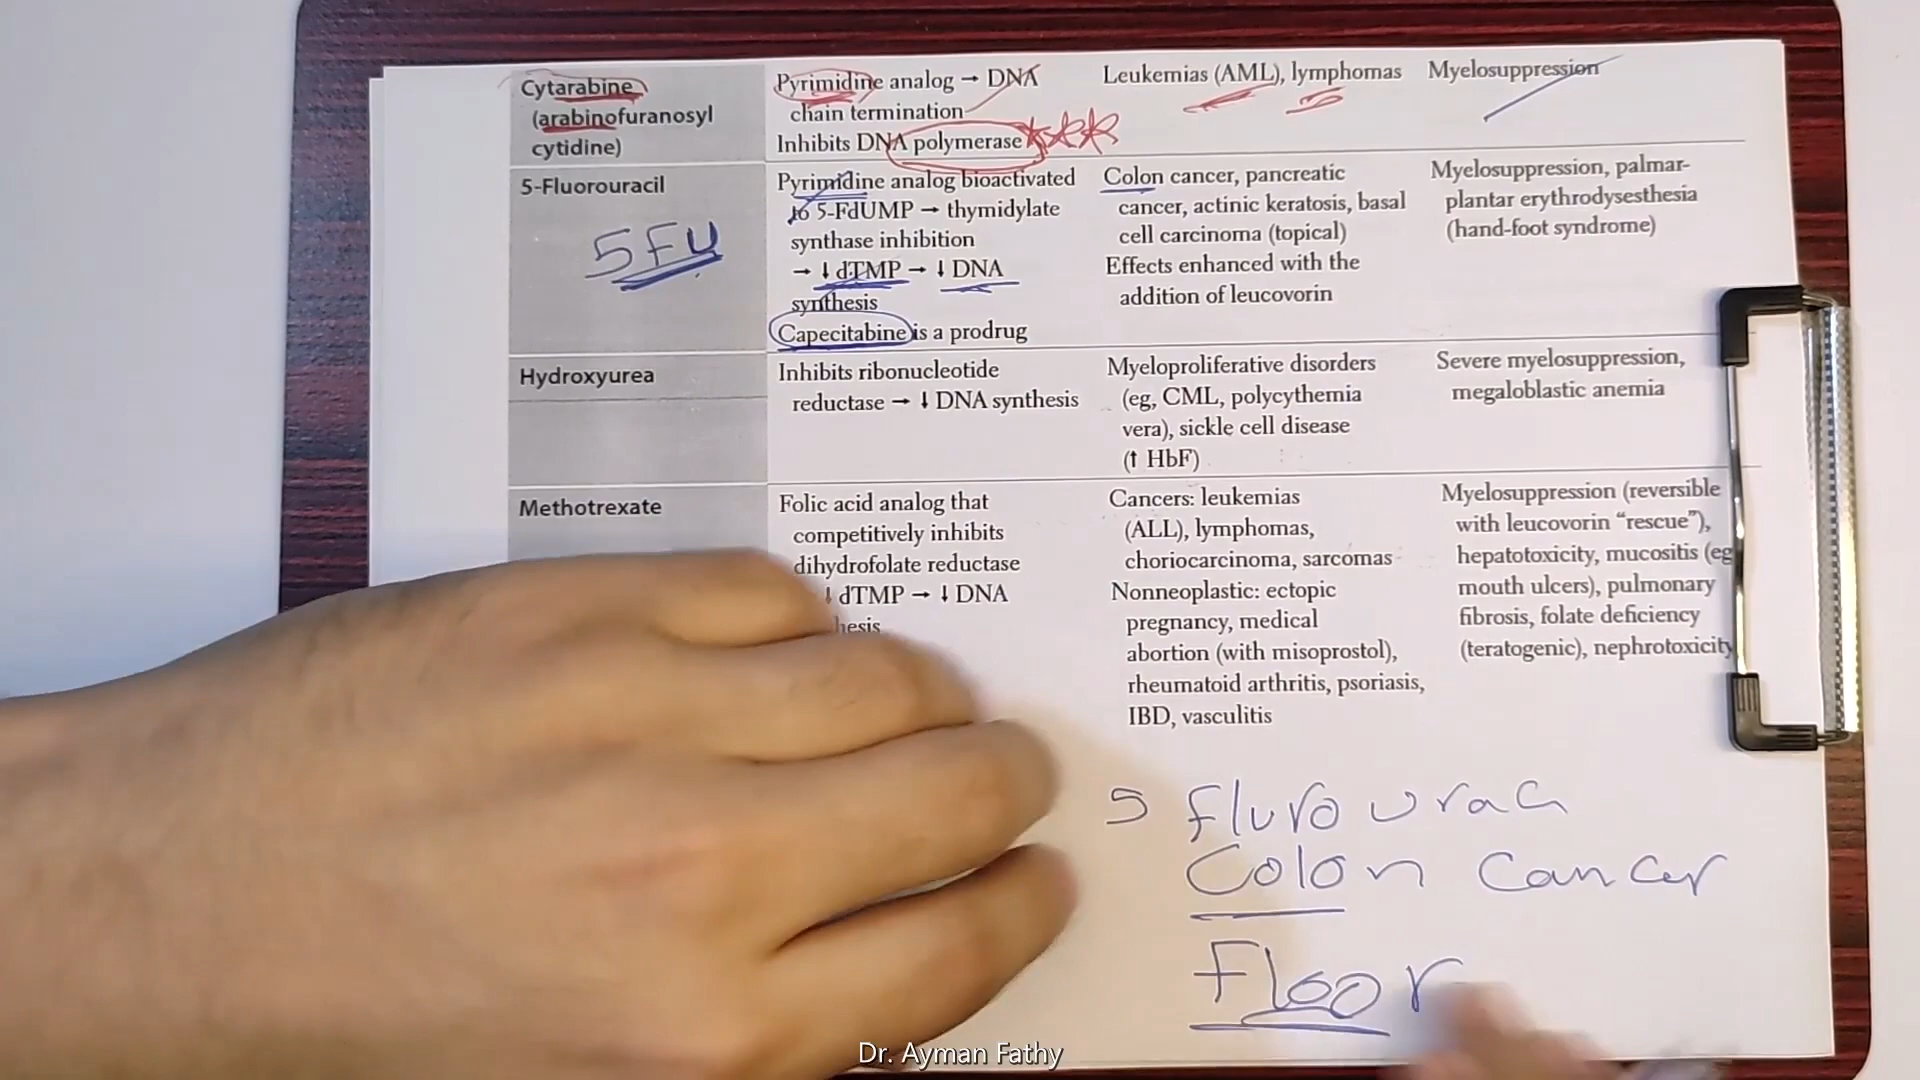 Cytarabine
(arabinofuranosyl
cytidine)
Pyrimidine analog → DNA
chain termination
Inhibits DNA polymerase
Leukemias (AML), lymphomas
Myelosuppression
5-Fluorouracil
5FU
Pyrimidine analog bioactivated
to 5-FdUMP → thymidylate
synthase inhibition
→ ↓ dTMP → ↓ DNA
synthesis
Capecitabine is a prodrug
Colon cancer, pancreatic
cancer, actinic keratosis, basal
cell carcinoma (topical)
Effects enhanced with the
addition of leucovorin
Myelosuppression, palmar-
plantar erythrodysesthesia
(hand-foot syndrome)
Hydroxyurea
Inhibits ribonucleotide
reductase → ↓ DNA synthesis
Myeloproliferative disorders
(eg, CML, polycythemia
vera), sickle cell disease
(↑ HbF)
Severe myelosuppression,
megaloblastic anemia
Methotrexate
Folic acid analog that
competitively inhibits
dihydrofolate reductase
↓ dTMP → ↓ DNA
Cancers: leukemias
(ALL), lymphomas,
choriocarcinoma, sarcomas
Nonneoplastic: ectopic
pregnancy, medical
abortion (with misoprostol),
rheumatoid arthritis, psoriasis,
IBD, vasculitis
Myelosuppression (reversible
with leucovorin “rescue”),
hepatotoxicity, mucositis (eg
mouth ulcers), pulmonary
fibrosis, folate deficiency
(teratogenic), nephrotoxicity
5 Flurourac
Colon cancer
Floor
Dr. Ayman Fathy